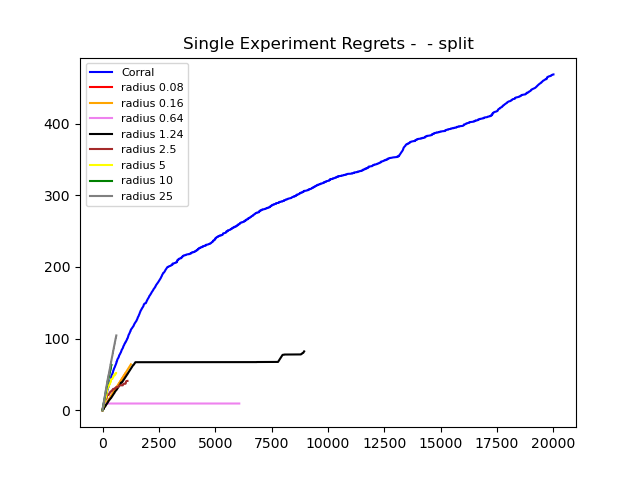 Single Experiment Regrets -  - split
Corral
radius 0.08
radius 0.16
radius 0.64
radius 1.24
radius 2.5
radius 5
radius 10
radius 25
400
300
200
100
0
0 2500 5000 7500 10000 12500 15000 17500 20000